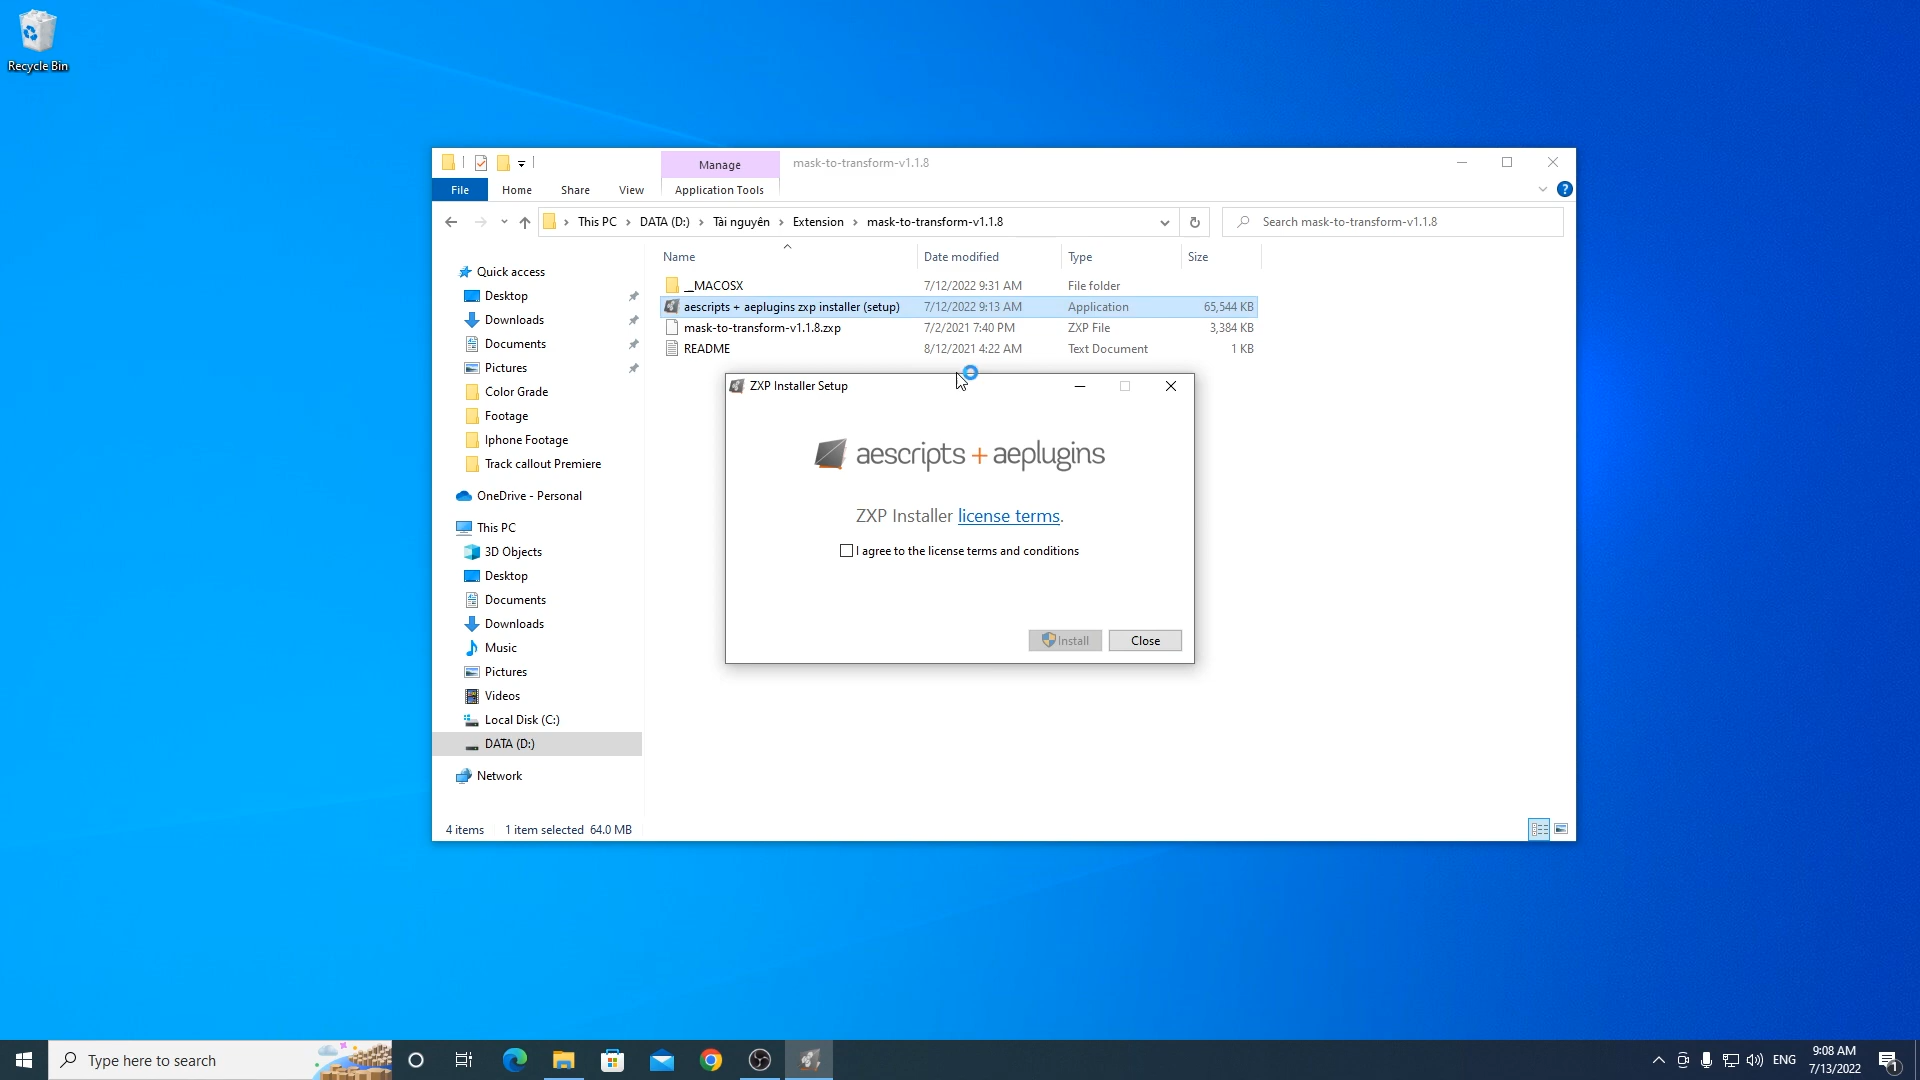 Recycle Bin
Manage
mask-to-transform-v1.1.8
File
Home
Share
View
Application Tools
This PC
DATA (D:)
Tài nguyên
Extension
mask-to-transform-v1.1.8
Search mask-to-transform-v1.1.8
Name
Date modified
Type
Size
__MACOSX 7/12/2022 9:31 AM File folder
aescripts + aeplugins zxp installer (setup) 7/12/2022 9:13 AM Application 65,544 KB
mask-to-transform-v1.1.8.zxp 7/2/2021 7:40 PM ZXP File 3,384 KB
README 8/12/2021 4:22 AM Text Document 1 KB
Quick access
Desktop
Downloads
Documents
Pictures
Color Grade
Footage
Iphone Footage
Track callout Premiere
OneDrive - Personal
This PC
3D Objects
Desktop
Documents
Downloads
Music
Pictures
Videos
Local Disk (C:)
DATA (D:)
Network
4 items
1 item selected 64.0 MB
ZXP Installer Setup
aescripts + aeplugins
ZXP Installer license terms.
I agree to the license terms and conditions
Install
Close
Type here to search
ENG
9:08 AM
7/13/2022
1